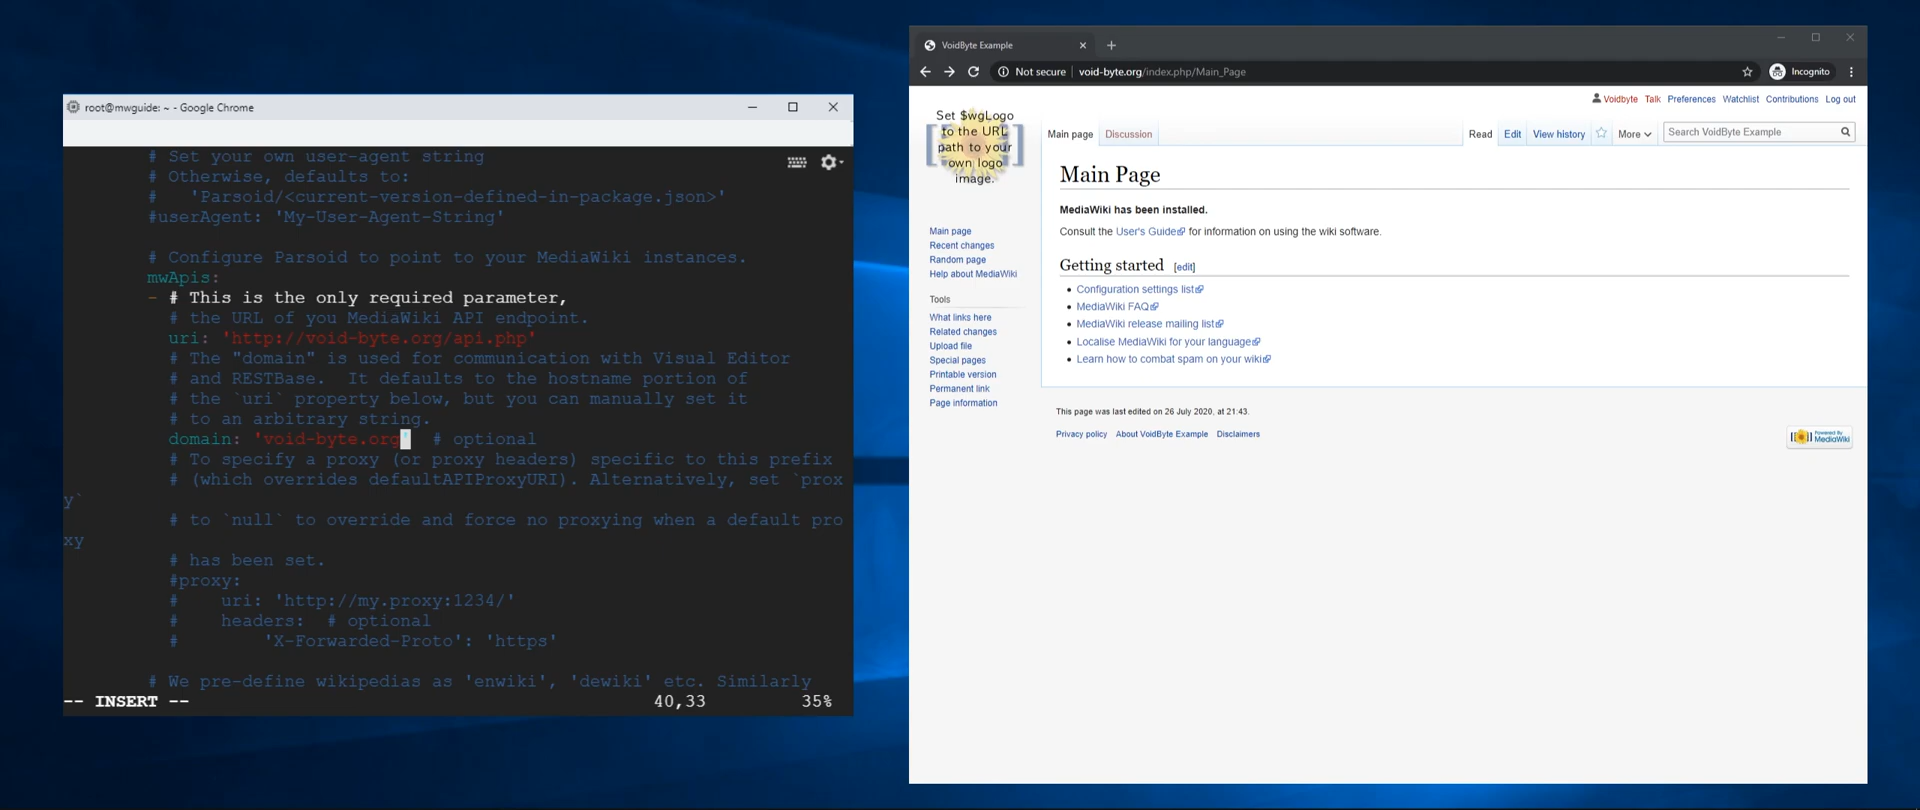 root@mwguide: ~ - Google Chrome
# Set your own user-agent string
# Otherwise, defaults to:
#   'Parsoid/<current-version-defined-in-package.json>'
#userAgent: 'My-User-Agent-String'
# Configure Parsoid to point to your MediaWiki instances.
mwApis:
- # This is the only required parameter,
# the URL of you MediaWiki API endpoint.
uri: 'http://void-byte.org/api.php'
# The "domain" is used for communication with Visual Editor
# and RESTBase.  It defaults to the hostname portion of
# the `uri` property below, but you can manually set it
# to an arbitrary string.
domain: 'void-byte.org'  # optional
# To specify a proxy (or proxy headers) specific to this prefix
# (which overrides defaultAPIProxyURI). Alternatively, set `prox
y`
# to `null` to override and force no proxying when a default pro
xy
# has been set.
#proxy:
#    uri: 'http://my.proxy:1234/'
#    headers:  # optional
#        'X-Forwarded-Proto': 'https'
# We pre-define wikipedias as 'enwiki', 'dewiki' etc. Similarly
-- INSERT --    40,33    35%
VoidByte Example
Not secure | void-byte.org/index.php/Main_Page    Incognito
Voidbyte Talk Preferences Watchlist Contributions Log out
Set $wgLogo
to the URL
path to your
own logo
image.
Main page Discussion Read Edit View history More Search VoidByte Example
Main Page
MediaWiki has been installed.
Consult the User's Guide for information on using the wiki software.
Getting started [edit]
Configuration settings list
MediaWiki FAQ
MediaWiki release mailing list
Localise MediaWiki for your language
Learn how to combat spam on your wiki
Main page
Recent changes
Random page
Help about MediaWiki
Tools
What links here
Related changes
Upload file
Special pages
Printable version
Permanent link
Page information
This page was last edited on 26 July 2020, at 21:43.
Privacy policy About VoidByte Example Disclaimers
Powered By
MediaWiki